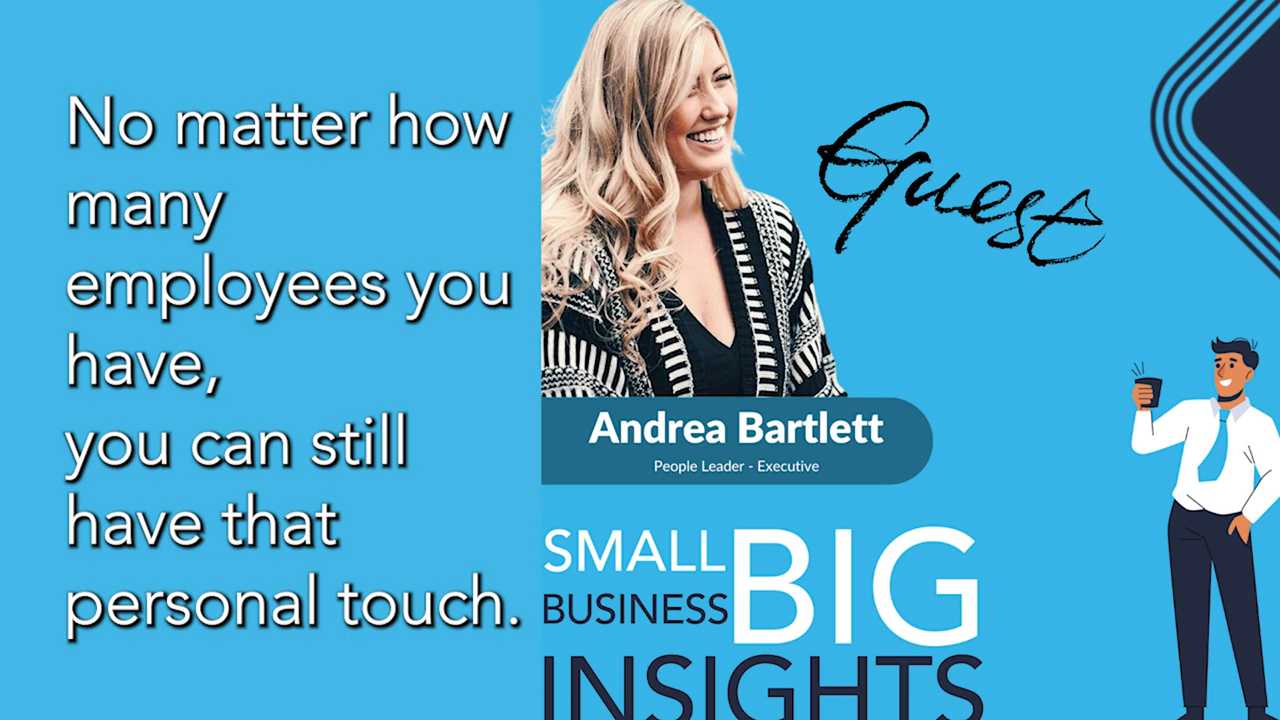 No matter how
many
employees you
have,
you can still
have that
personal touch.
Guest
Andrea Bartlett
People Leader - Executive
SMALL
BUSINESS
BIG
INSIGHTS